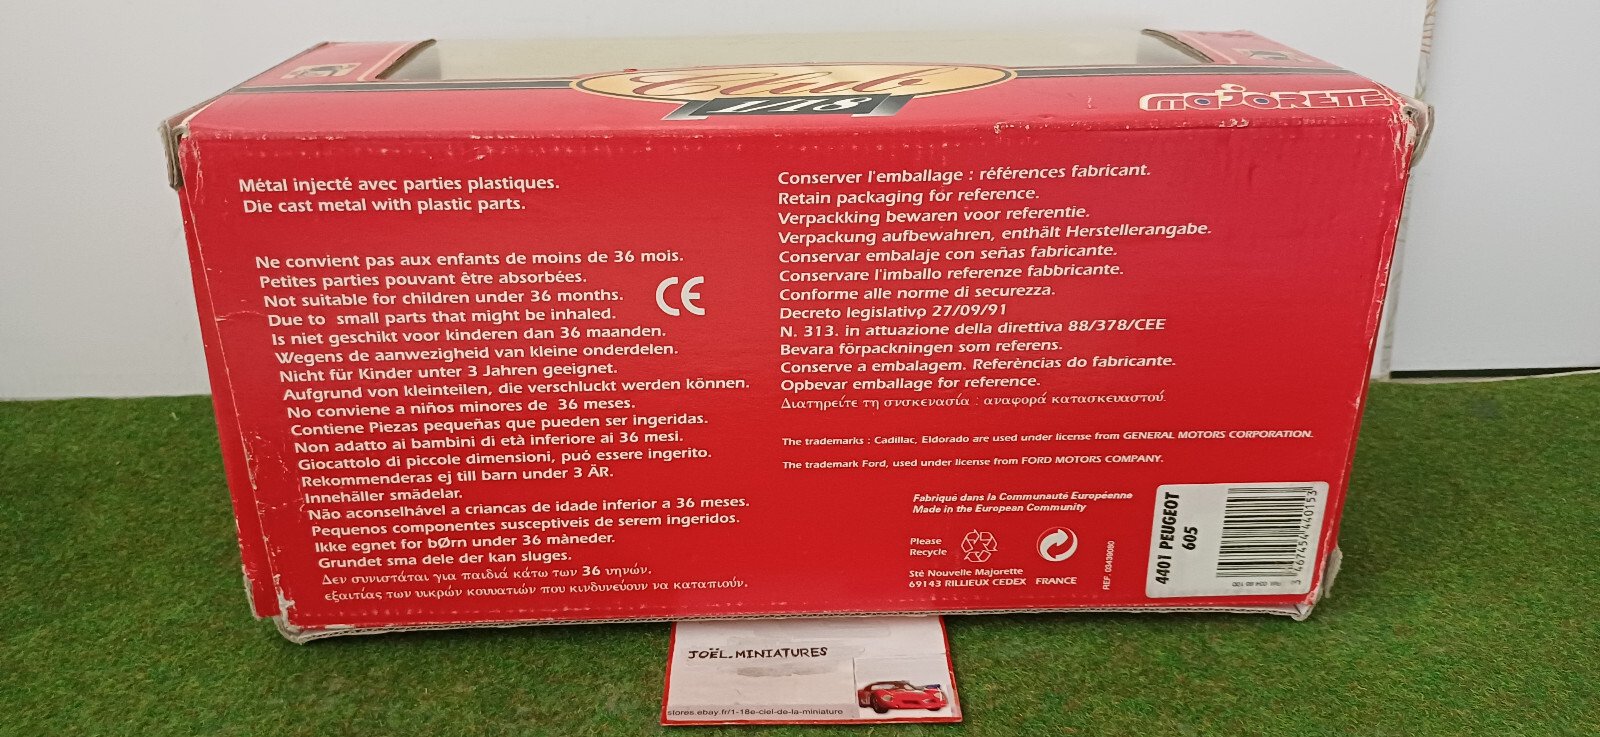 Club
1/18
MAJORETTE
Métal injecté avec parties plastiques.
Die cast metal with plastic parts.
Ne convient pas aux enfants de moins de 36 mois.
Petites parties pouvant être absorbées.
Not suitable for children under 36 months.
Due to small parts that might be inhaled.
Is niet geschikt voor kinderen dan 36 maanden.
Wegens de aanwezigheid van kleine onderdelen.
Nicht für Kinder unter 3 Jahren geeignet.
Aufgrund von kleinteilen, die verschluckt werden können.
No conviene a niños minores de 36 meses.
Contiene Piezas pequeñas que pueden ser ingeridas.
Non adatto ai bambini di età inferiore ai 36 mesi.
Giocattolo di piccole dimensioni, puó essere ingerito.
Rekommenderas ej till barn under 3 ÅR.
Innehåller smådelar.
Não aconselhável a criancas de idade inferior a 36 meses.
Pequenos componentes susceptiveis de serem ingeridos.
Ikke egnet for bØrn under 36 måneder.
Grundet sma dele der kan sluges.
Δεν συνιστάται για παιδιά κάτω των 36 υηνών.
εξαιτίας των υικρών κουυατιών που κινδυνεύουν να καταπιούν.
CE
Conserver l'emballage : références fabricant.
Retain packaging for reference.
Verpackking bewaren voor referentie.
Verpackung aufbewahren, enthält Herstellerangabe.
Conservar embalaje con señas fabricante.
Conservare l'imballo referenze fabbricante.
Conforme alle norme di securezza.
Decreto legislativo 27/09/91
N. 313. in attuazione della direttiva 88/378/CEE
Bevara förpackningen som referens.
Conserve a embalagem. Referències do fabricante.
Opbevar emballage for reference.
Διατηρείτε τη συσκευασία : αναφορά κατασκευαστού.
The trademarks : Cadillac, Eldorado are used under license from GENERAL MOTORS CORPORATION.
The trademark Ford, used under license from FORD MOTORS COMPANY.
Fabriqué dans la Communauté Européenne
Made in the European Community
Please
Recycle
Sté Nouvelle Majorette
69143 RILLIEUX CEDEX FRANCE
4401 PEUGEOT
605
3 467454 440153
JOËL.MINIATURES
stores.ebay.fr/1-18e-ciel-de-la-miniature